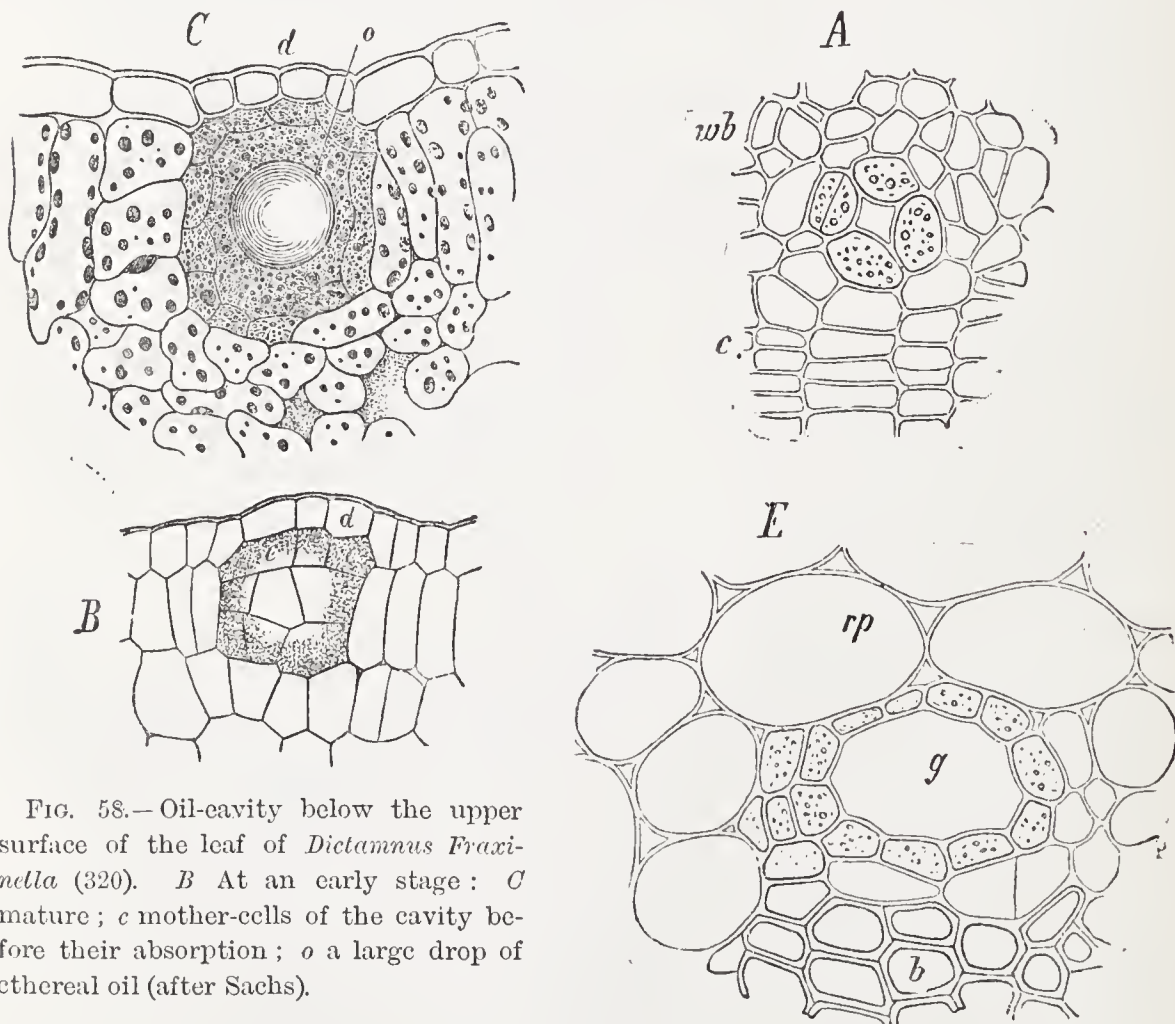 C
d
o
A
wb
c
B
d
c
c
E
rp
g
b
FIG. 58.—Oil-cavity below the upper
surface of the leaf of Dictamnus Fraxi-
nella (320). B At an early stage: C
mature; c mother-cells of the cavity be-
fore their absorption; o a large drop of
ethereal oil (after Sachs).